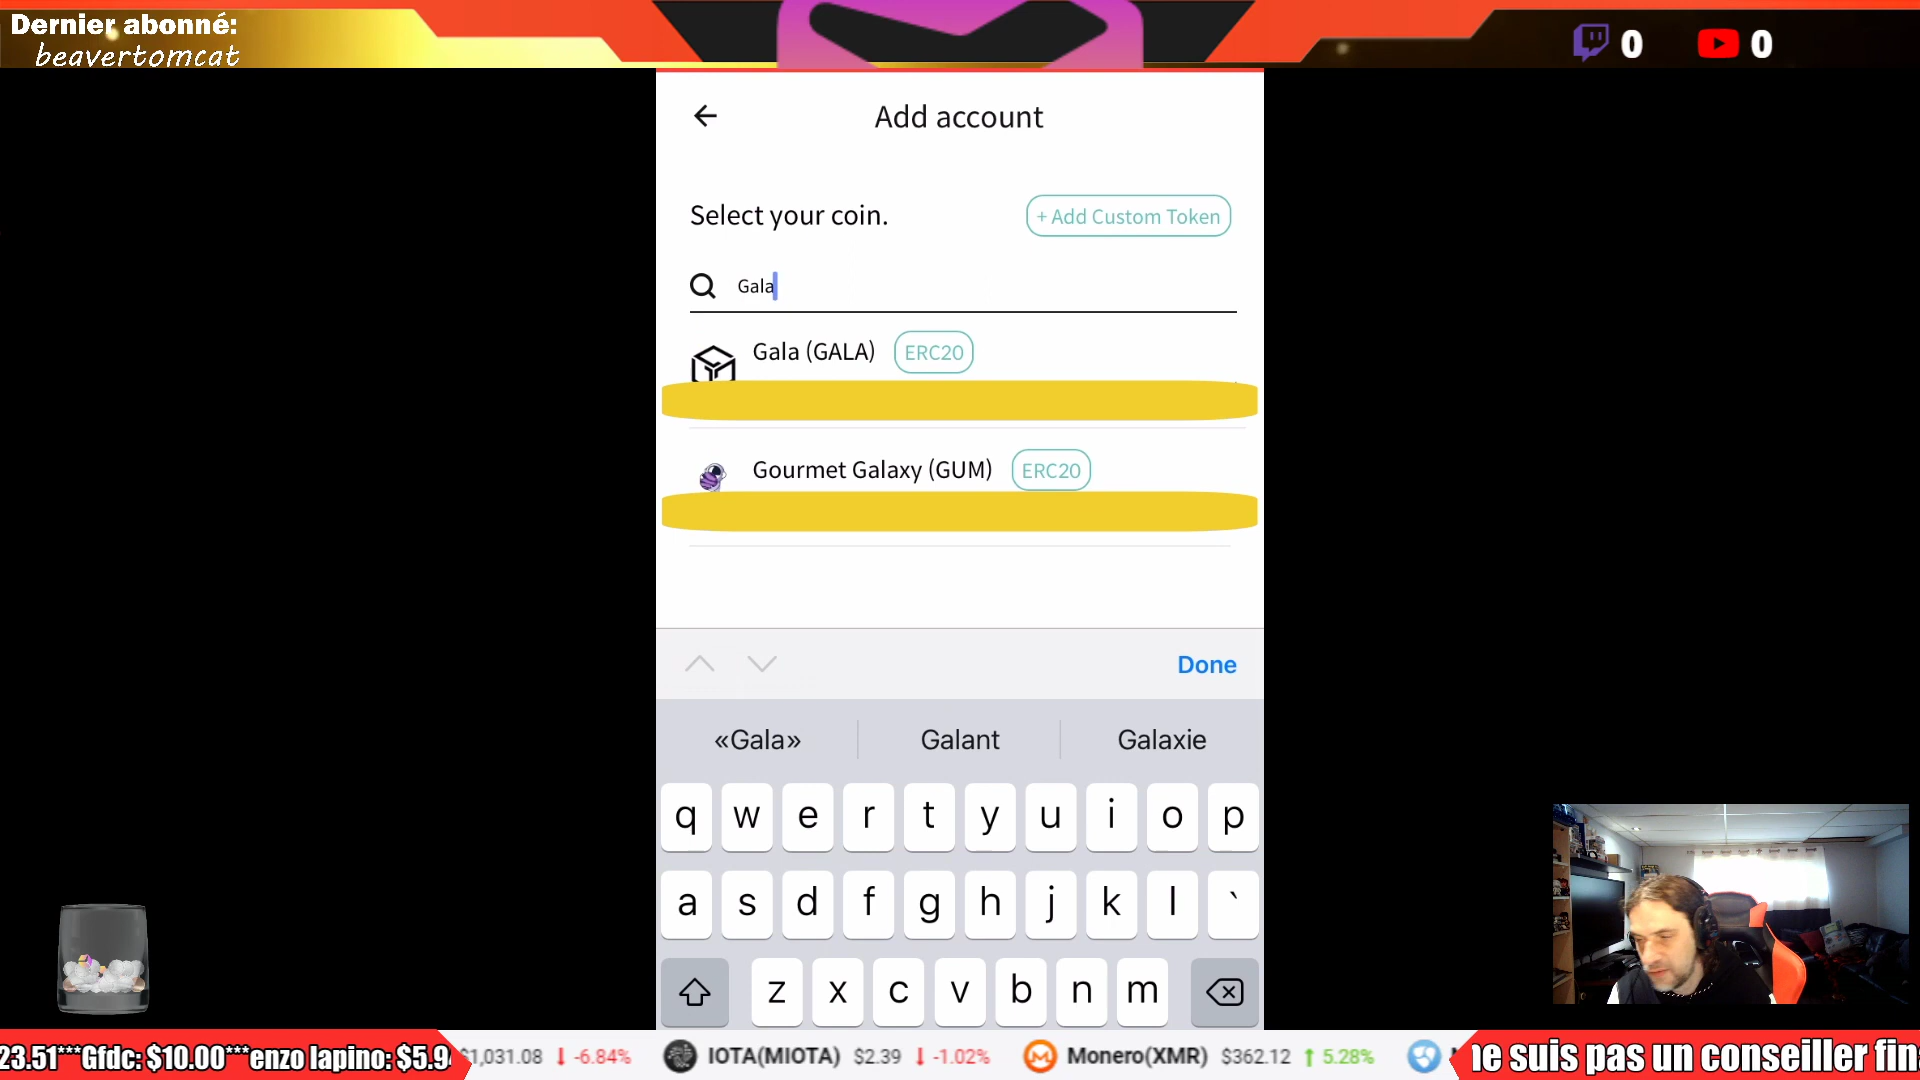 Dernier abonné:
beavertomcat
0
0
Add account
Select your coin.
+ Add Custom Token
Gala
Gala (GALA) ERC20
Gourmet Galaxy (GUM) ERC20
Done
«Gala» Galant Galaxie
q w e r t y u i o p
a s d f g h j k l `
z x c v b n m
23.51***Gfdc: $10.00***enzo lapino: $5.9
$1,031.08 -6.84% IOTA(MIOTA) $2.39 -1.02% Monero(XMR) $362.12 5.28%
ne suis pas un conseiller fin